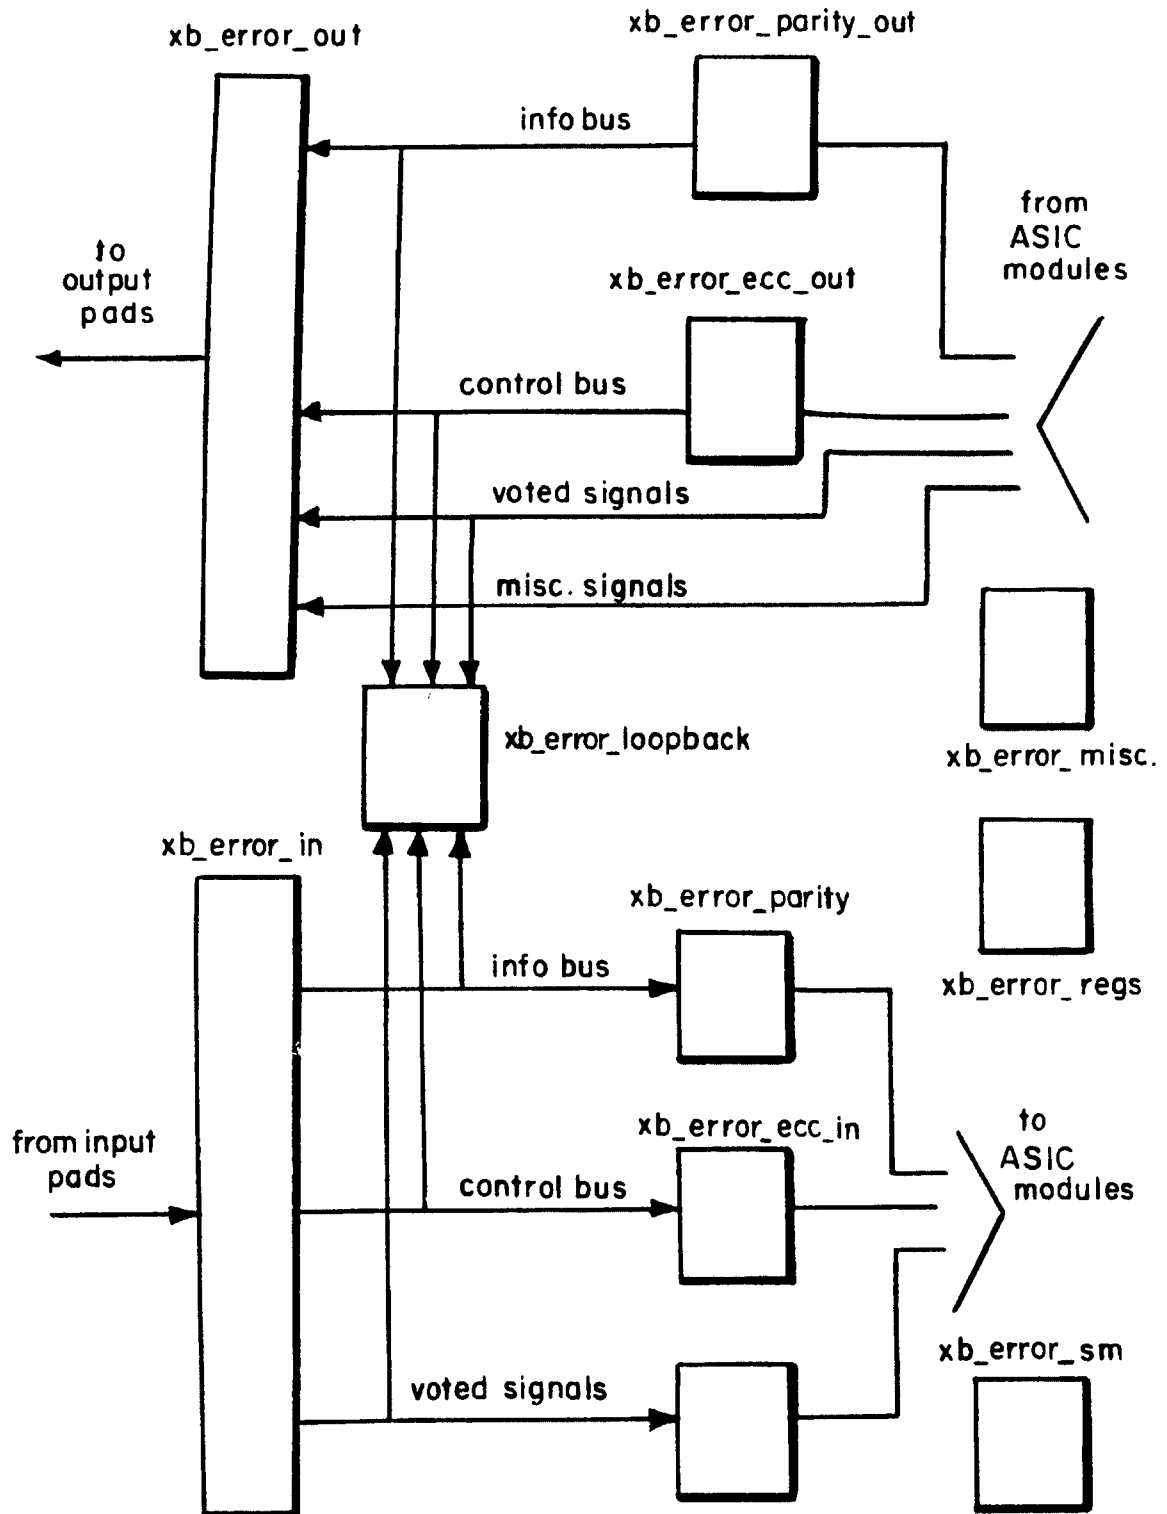 xb_error_out
xb_error_parity_out
info bus
from
ASIC
modules
to
output
pads
xb_error_ecc_out
control bus
voted signals
misc. signals
xb_error_loopback
xb_error_misc.
xb_error_in
xb_error_parity
info bus
xb_error_regs
from input
pads
xb_error_ecc_in
to
ASIC
modules
control bus
xb_error_sm
voted signals